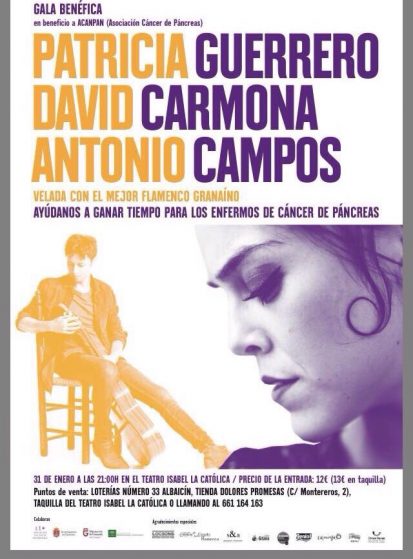 GALA BENÉFICA
en beneficio a ACANPAN (Asociación Cáncer de Páncreas)
PATRICIA GUERRERO
DAVID CARMONA
ANTONIO CAMPOS
VELADA CON EL MEJOR FLAMENCO GRANAÍNO
AYÚDANOS A GANAR TIEMPO PARA LOS ENFERMOS DE CÁNCER DE PÁNCREAS
31 DE ENERO A LAS 21:00H EN EL TEATRO ISABEL LA CATÓLICA / PRECIO DE LA ENTRADA: 12€ (13€ en taquilla)
Puntos de venta: LOTERÍAS NÚMERO 33 ALBAICÍN, TIENDA DOLORES PROMESAS (C/ Montereros, 2),
TAQUILLA DEL TEATRO ISABEL LA CATÓLICA O LLAMANDO AL 661 164 163
Colaboran
Agradecimientos especiales